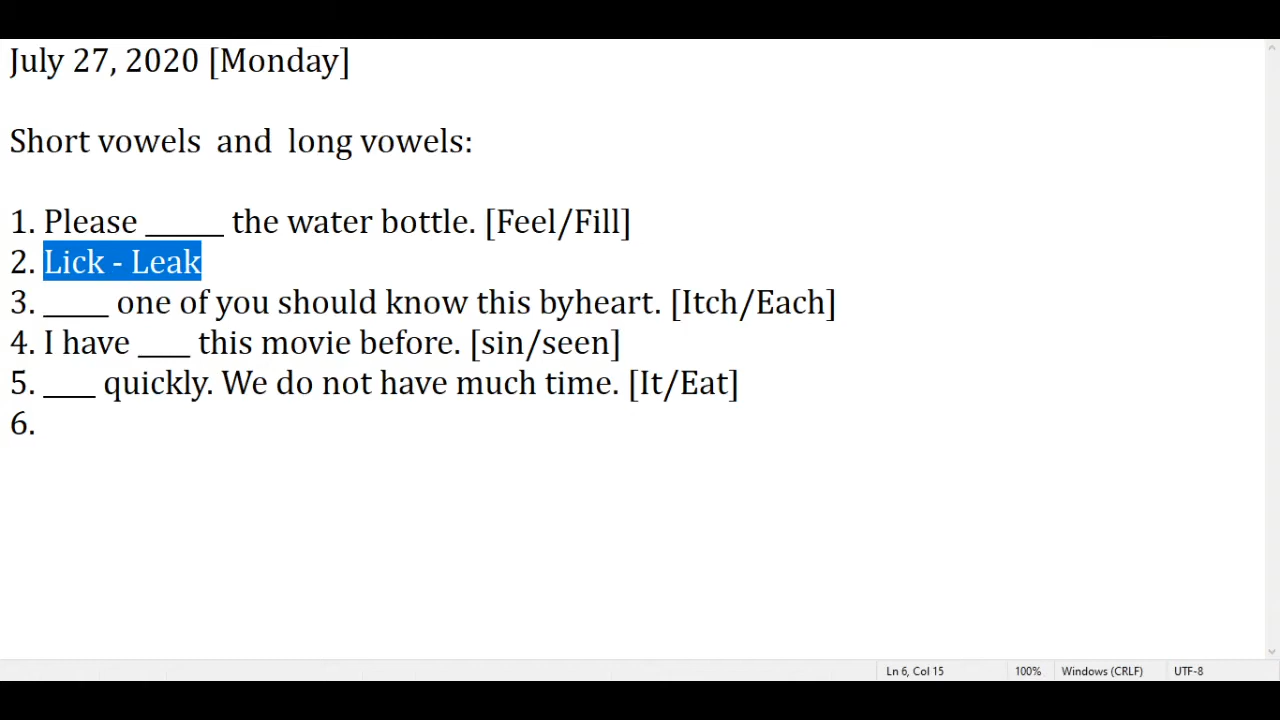 July 27, 2020 [Monday]
Short vowels  and  long vowels:
1. Please ______ the water bottle. [Feel/Fill]
2. Lick - Leak
3. _____ one of you should know this byheart. [Itch/Each]
4. I have ____ this movie before. [sin/seen]
5. ____ quickly. We do not have much time. [It/Eat]
6.
Ln 6, Col 15 100% Windows (CRLF) UTF-8